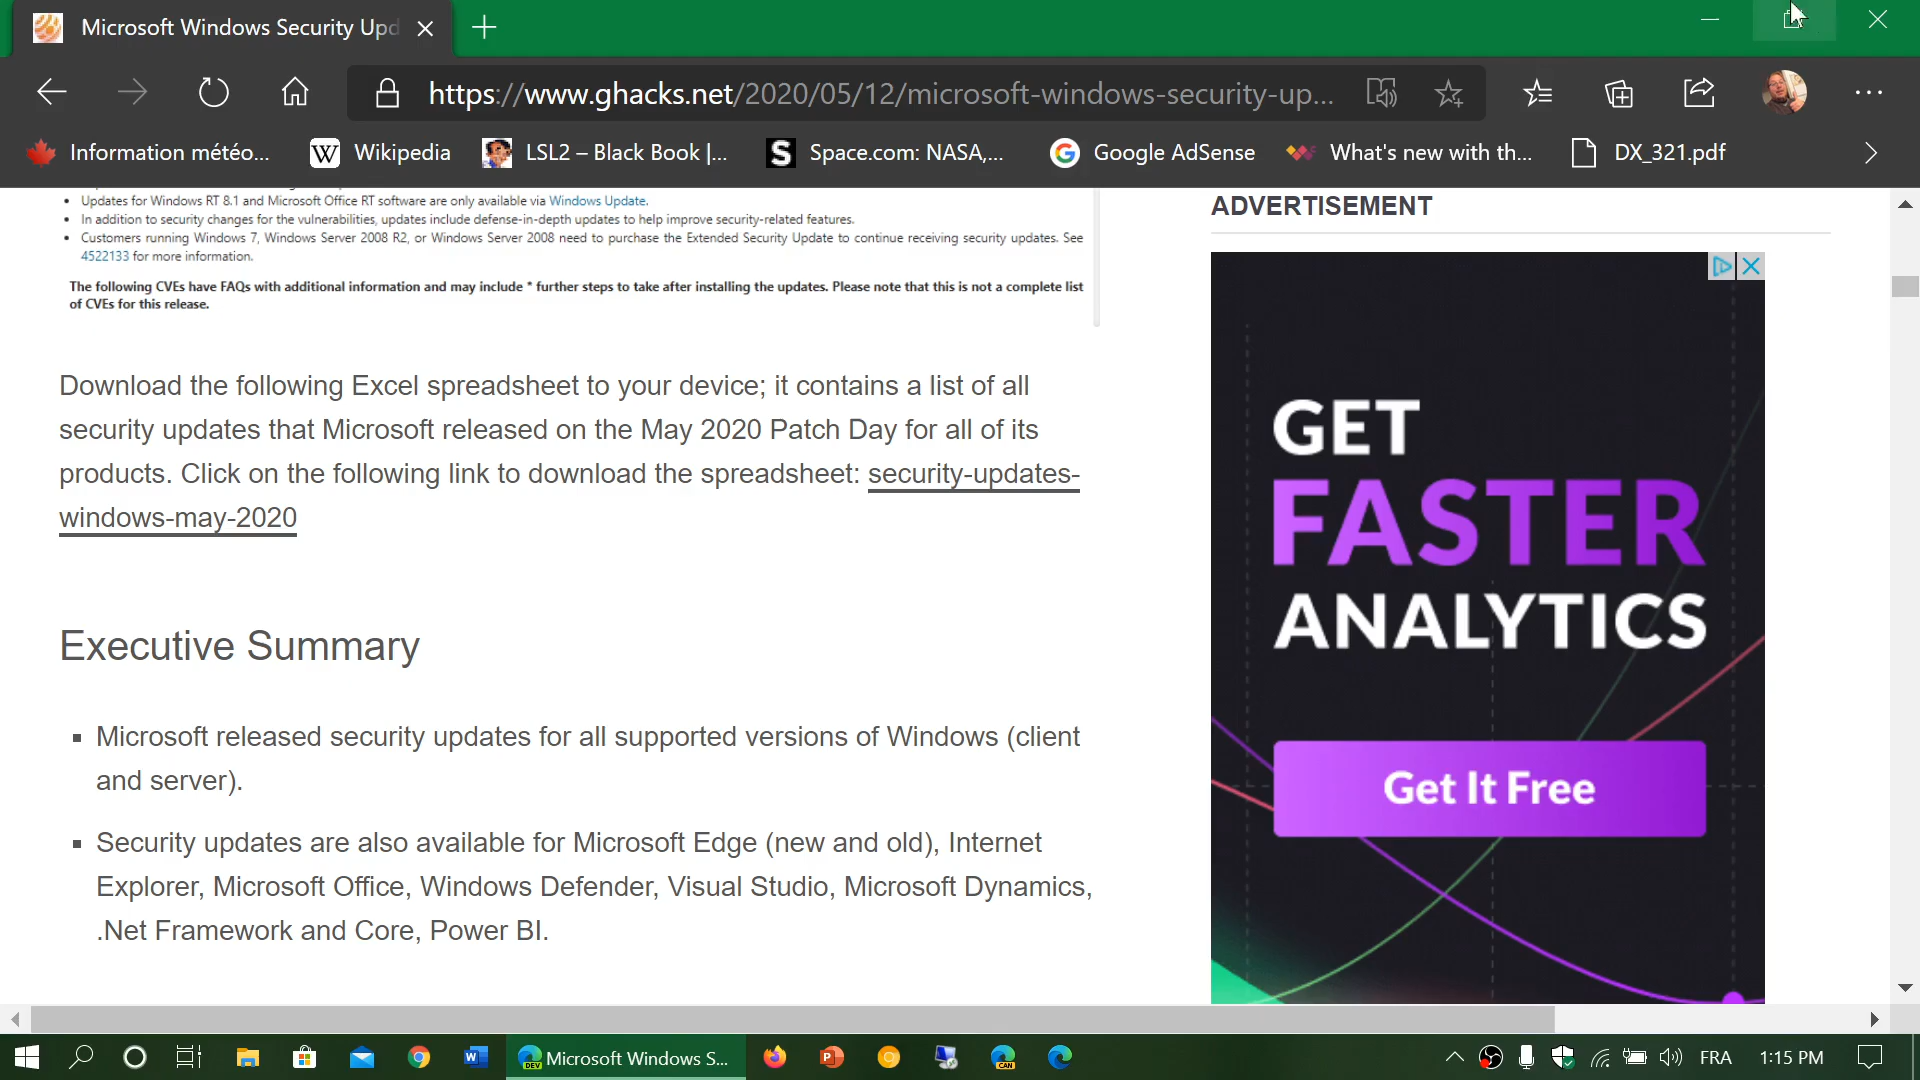 Microsoft Windows Security Upd
https://www.ghacks.net/2020/05/12/microsoft-windows-security-up...
Information météo...
W
Wikipedia
LSL2 – Black Book |...
S
Space.com: NASA,...
G
Google AdSense
What's new with th...
DX_321.pdf
Updates for Windows RT 8.1 and Microsoft Office RT software are only available via Windows Update.
In addition to security changes for the vulnerabilities, updates include defense-in-depth updates to help improve security-related features.
Customers running Windows 7, Windows Server 2008 R2, or Windows Server 2008 need to purchase the Extended Security Update to continue receiving security updates. See
4522133 for more information.
The following CVEs have FAQs with additional information and may include * further steps to take after installing the updates. Please note that this is not a complete list
of CVEs for this release.
Download the following Excel spreadsheet to your device; it contains a list of all
security updates that Microsoft released on the May 2020 Patch Day for all of its
products. Click on the following link to download the spreadsheet: security-updates-
windows-may-2020
Executive Summary
Microsoft released security updates for all supported versions of Windows (client
and server).
Security updates are also available for Microsoft Edge (new and old), Internet
Explorer, Microsoft Office, Windows Defender, Visual Studio, Microsoft Dynamics,
.Net Framework and Core, Power BI.
ADVERTISEMENT
GET
FASTER
ANALYTICS
Get It Free
W
DEV
Microsoft Windows S...
P
CAN
FRA
1:15 PM